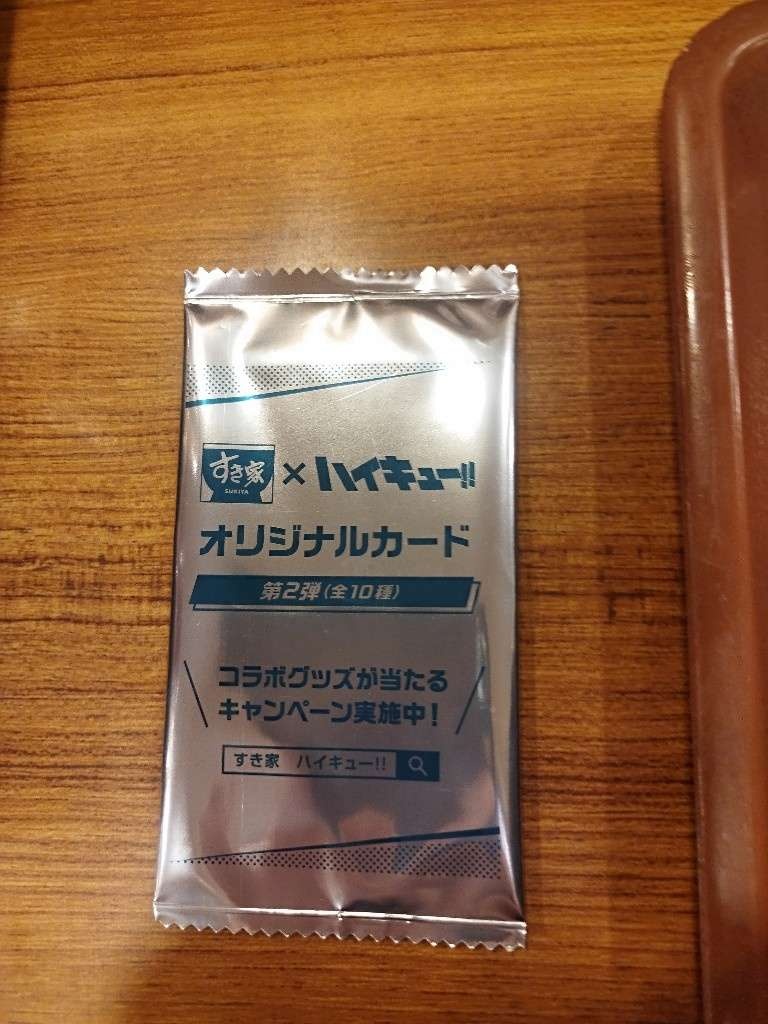 すき家 SUKIYA × ハイキュー!!
オリジナルカード
第2弾(全10種)
コラボグッズが当たる
キャンペーン実施中!
すき家 ハイキュー!!